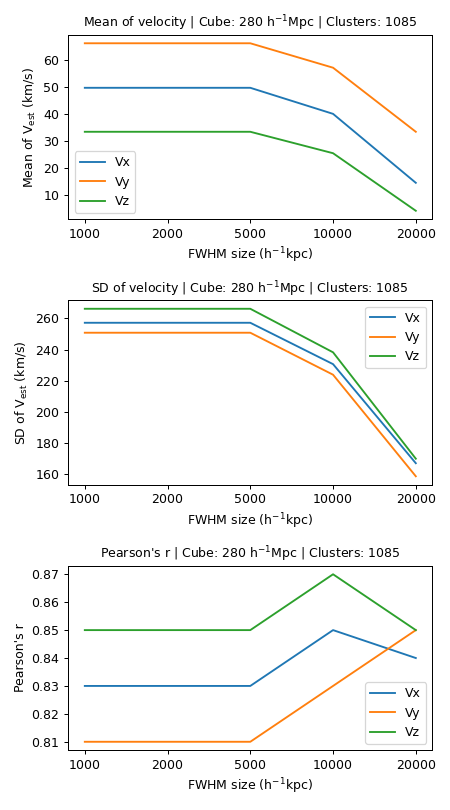 Mean of velocity | Cube: 280 h⁻¹Mpc | Clusters: 1085
Mean of Vest (km/s)
60
50
40
30
20
10
Vx
Vy
Vz
1000 2000 5000 10000 20000
FWHM size (h⁻¹kpc)
SD of velocity | Cube: 280 h⁻¹Mpc | Clusters: 1085
SD of Vest (km/s)
260
240
220
200
180
160
Vx
Vy
Vz
1000 2000 5000 10000 20000
FWHM size (h⁻¹kpc)
Pearson's r | Cube: 280 h⁻¹Mpc | Clusters: 1085
Pearson's r
0.87
0.86
0.85
0.84
0.83
0.82
0.81
Vx
Vy
Vz
1000 2000 5000 10000 20000
FWHM size (h⁻¹kpc)